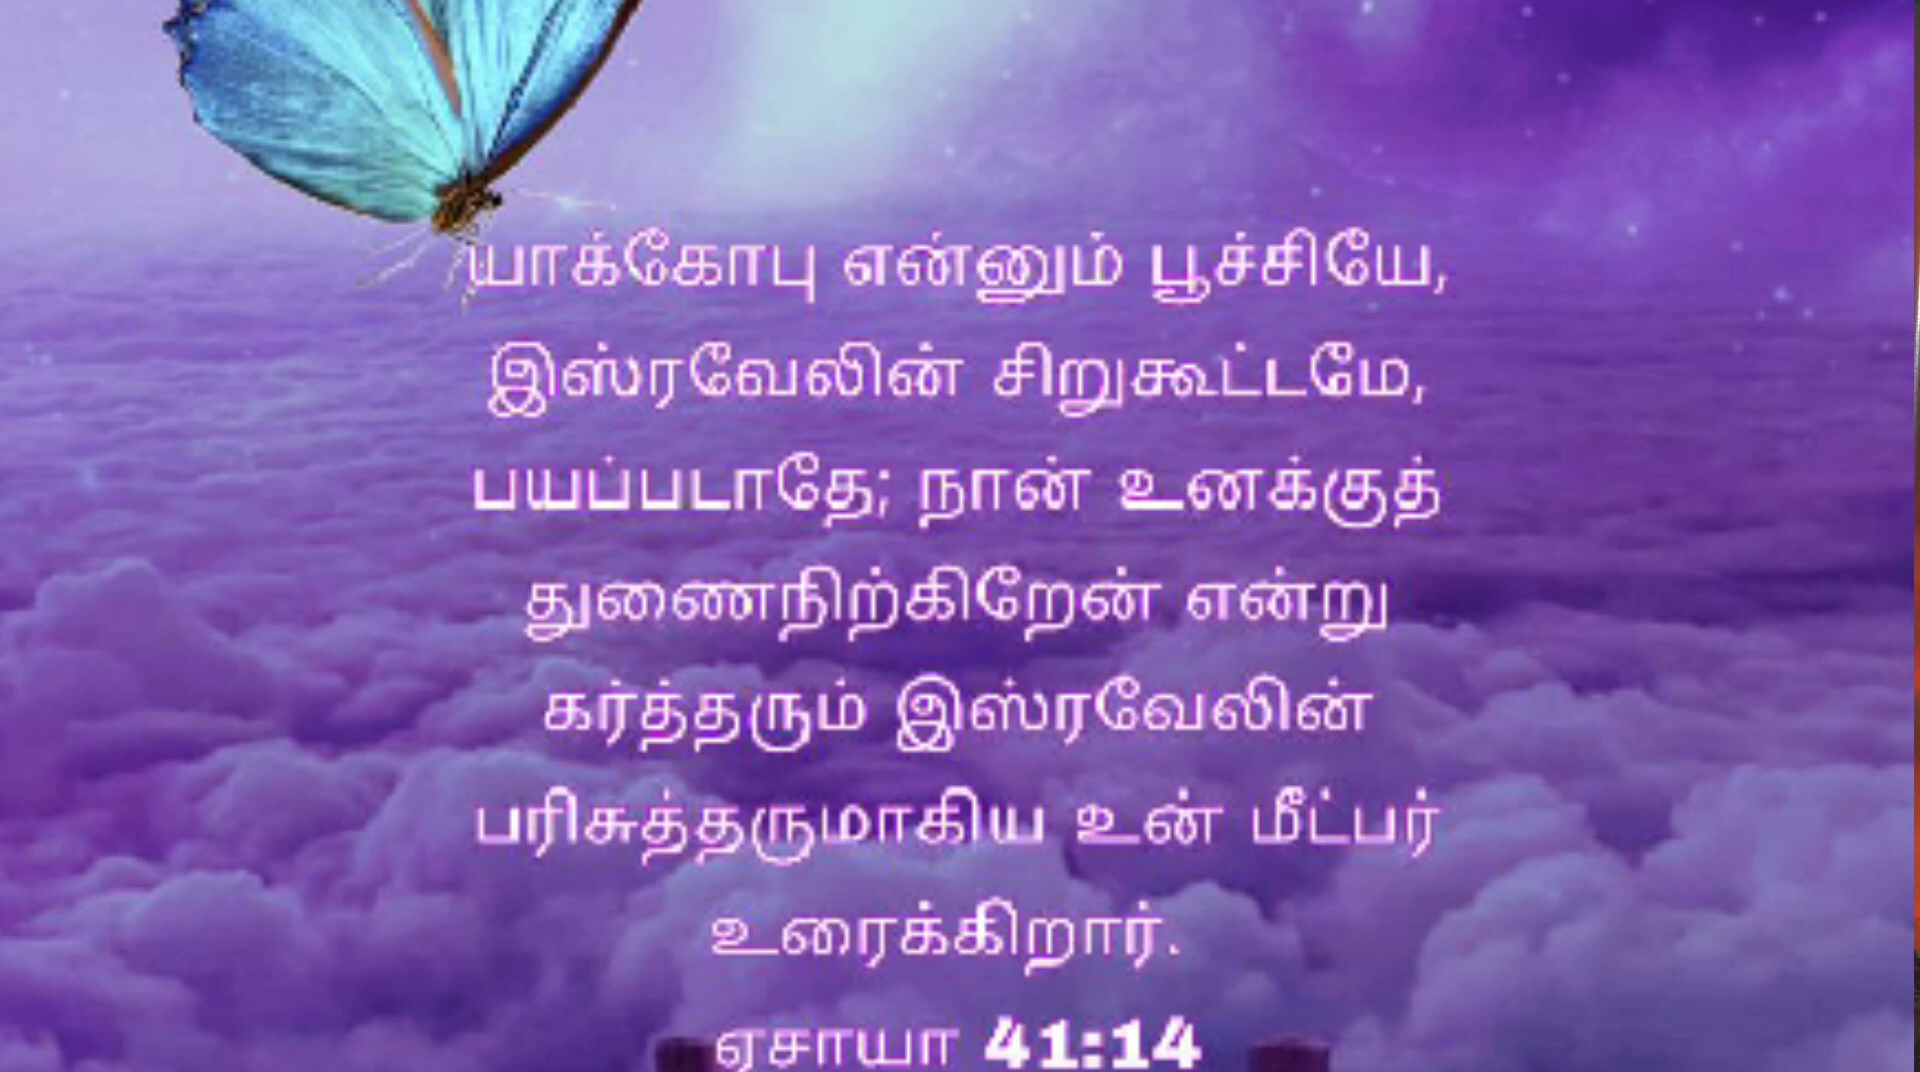 யாக்கோபு என்னும் பூச்சியே,
இஸ்ரவேலின் சிறுகூட்டமே,
பயப்படாதே; நான் உனக்குத்
துணைநிற்கிறேன் என்று
கர்த்தரும் இஸ்ரவேலின்
பரிசுத்தருமாகிய உன் மீட்பர்
உரைக்கிறார்.
ஏசாயா 41:14